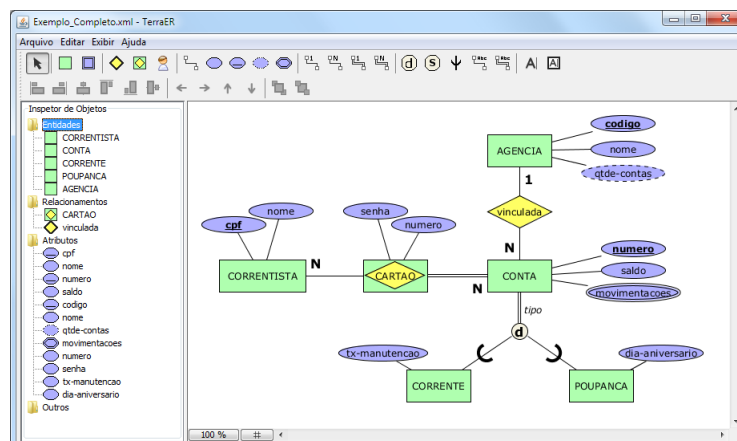 Exemplo_Completo.xml - TerraER
Arquivo Editar Exibir Ajuda
Inspetor de Objetos
Entidades
CORRENTISTA
CONTA
CORRENTE
POUPANCA
AGENCIA
Relacionamentos
CARTAO
vinculada
Atributos
cpf
nome
numero
saldo
codigo
nome
qtde-contas
movimentacoes
numero
senha
tx-manutencao
dia-aniversario
Outros
codigo
AGENCIA
nome
qtde-contas
1
vinculada
nome
senha
cpf
numero
N
numero
CORRENTISTA
N
CARTAO
N
CONTA
saldo
movimentacoes
tipo
d
tx-manutencao
dia-aniversario
CORRENTE
POUPANCA
100 %